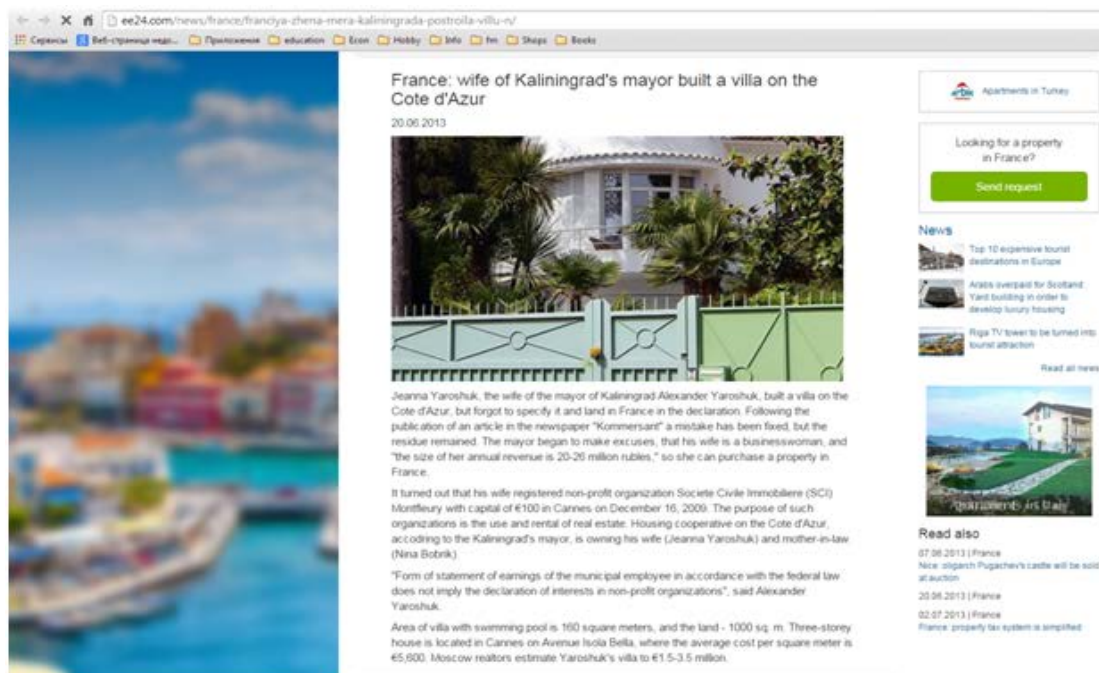 ee24.com/news/france/franciya-zhena-mera-kaliningrada-postroila-villu-n/
Сервисы Веб-страница недо... Приложения education Econ Hobby Info fm Shops Books
France: wife of Kaliningrad's mayor built a villa on the
Cote d'Azur
20.06.2013
Jeanna Yaroshuk, the wife of the mayor of Kaliningrad Alexander Yaroshuk, built a villa on the
Cote d'Azur, but forgot to specify it and land in France in the declaration. Following the
publication of an article in the newspaper "Kommersant" a mistake has been fixed, but the
residue remained. The mayor began to make excuses, that his wife is a businesswoman, and
"the size of her annual revenue is 20-26 million rubles," so she can purchase a property in
France.
It turned out that his wife registered non-profit organization Societe Civile Immobiliere (SCI)
Montfleury with capital of €100 in Cannes on December 16, 2009. The purpose of such
organizations is the use and rental of real estate. Housing cooperative on the Cote d'Azur,
accodring to the Kaliningrad's mayor, is owning his wife (Jeanna Yaroshuk) and mother-in-law
(Nina Bobrik).
"Form of statement of earnings of the municipal employee in accordance with the federal law
does not imply the declaration of interests in non-profit organizations", said Alexander
Yaroshuk.
Area of villa with swimming pool is 160 square meters, and the land - 1000 sq. m. Three-storey
house is located in Cannes on Avenue Isola Bella, where the average cost per square meter is
€5,600. Moscow realtors estimate Yaroshuk's villa to €1.5-3.5 million.
Apartments in Turkey
Looking for a property
in France?
Send request
News
Top 10 expensive tourist
destinations in Europe
Arabs overpaid for Scotland
Yard building in order to
develop luxury housing
Riga TV tower to be turned into
tourist attraction
Read all news
Apartments in Italy
Read also
07.06.2013 | France
Nice: oligarch Pugachev's castle will be sold
at auction
20.06.2013 | France
02.07.2013 | France
France: property tax system is simplified